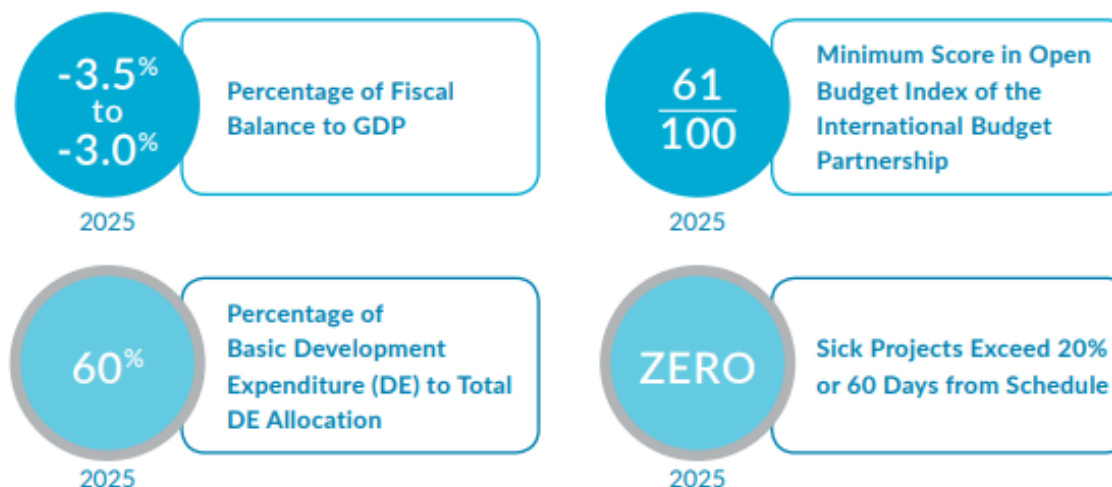 -3.5%
to
-3.0%
Percentage of Fiscal
Balance to GDP
2025
61
100
Minimum Score in Open
Budget Index of the
International Budget
Partnership
2025
60%
Percentage of
Basic Development
Expenditure (DE) to Total
DE Allocation
2025
ZERO
Sick Projects Exceed 20%
or 60 Days from Schedule
2025